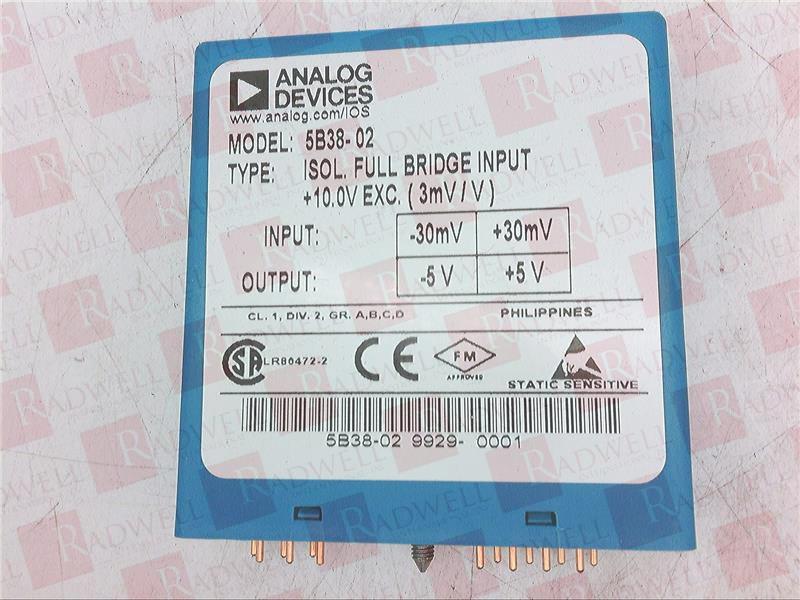 ANALOG
DEVICES
www.analog.com/IOS
MODEL: 5B38-02
TYPE: ISOL. FULL BRIDGE INPUT
+10.0V EXC. ( 3mV / V )
INPUT: -30mV +30mV
OUTPUT: -5 V +5 V
CL. 1, DIV. 2, GR. A,B,C,D PHILIPPINES
SA LR80472-2 CE FM
APPROVED
STATIC SENSITIVE
5B38-02 9929- 0001
RADWELL